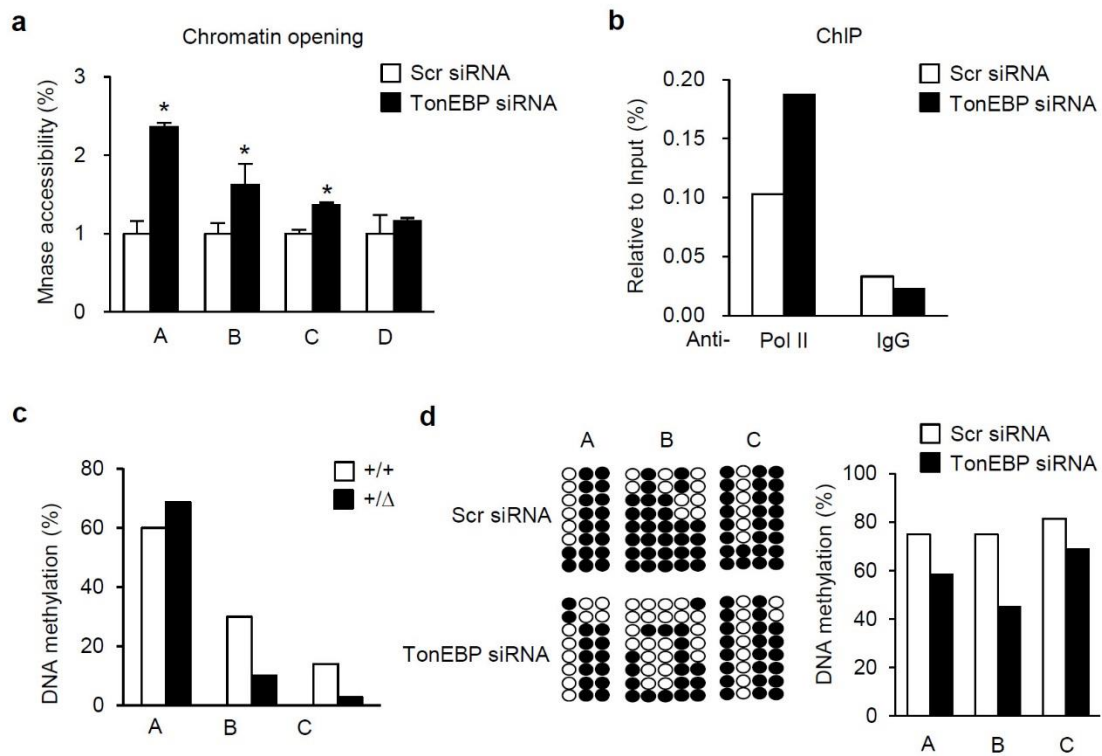 a
Chromatin opening
Mnase accessibility (%)
3
2
1
0
Scr siRNA
TonEBP siRNA
*
*
*
A B C D
b
ChIP
Relative to Input (%)
0.20
0.15
0.10
0.05
0.00
Scr siRNA
TonEBP siRNA
Anti- Pol II IgG
c
DNA methylation (%)
80
60
40
20
0
+/+
+/Δ
A B C
d
A B C
Scr siRNA
TonEBP siRNA
Scr siRNA
TonEBP siRNA
DNA methylation (%)
100
80
60
40
20
0
A B C